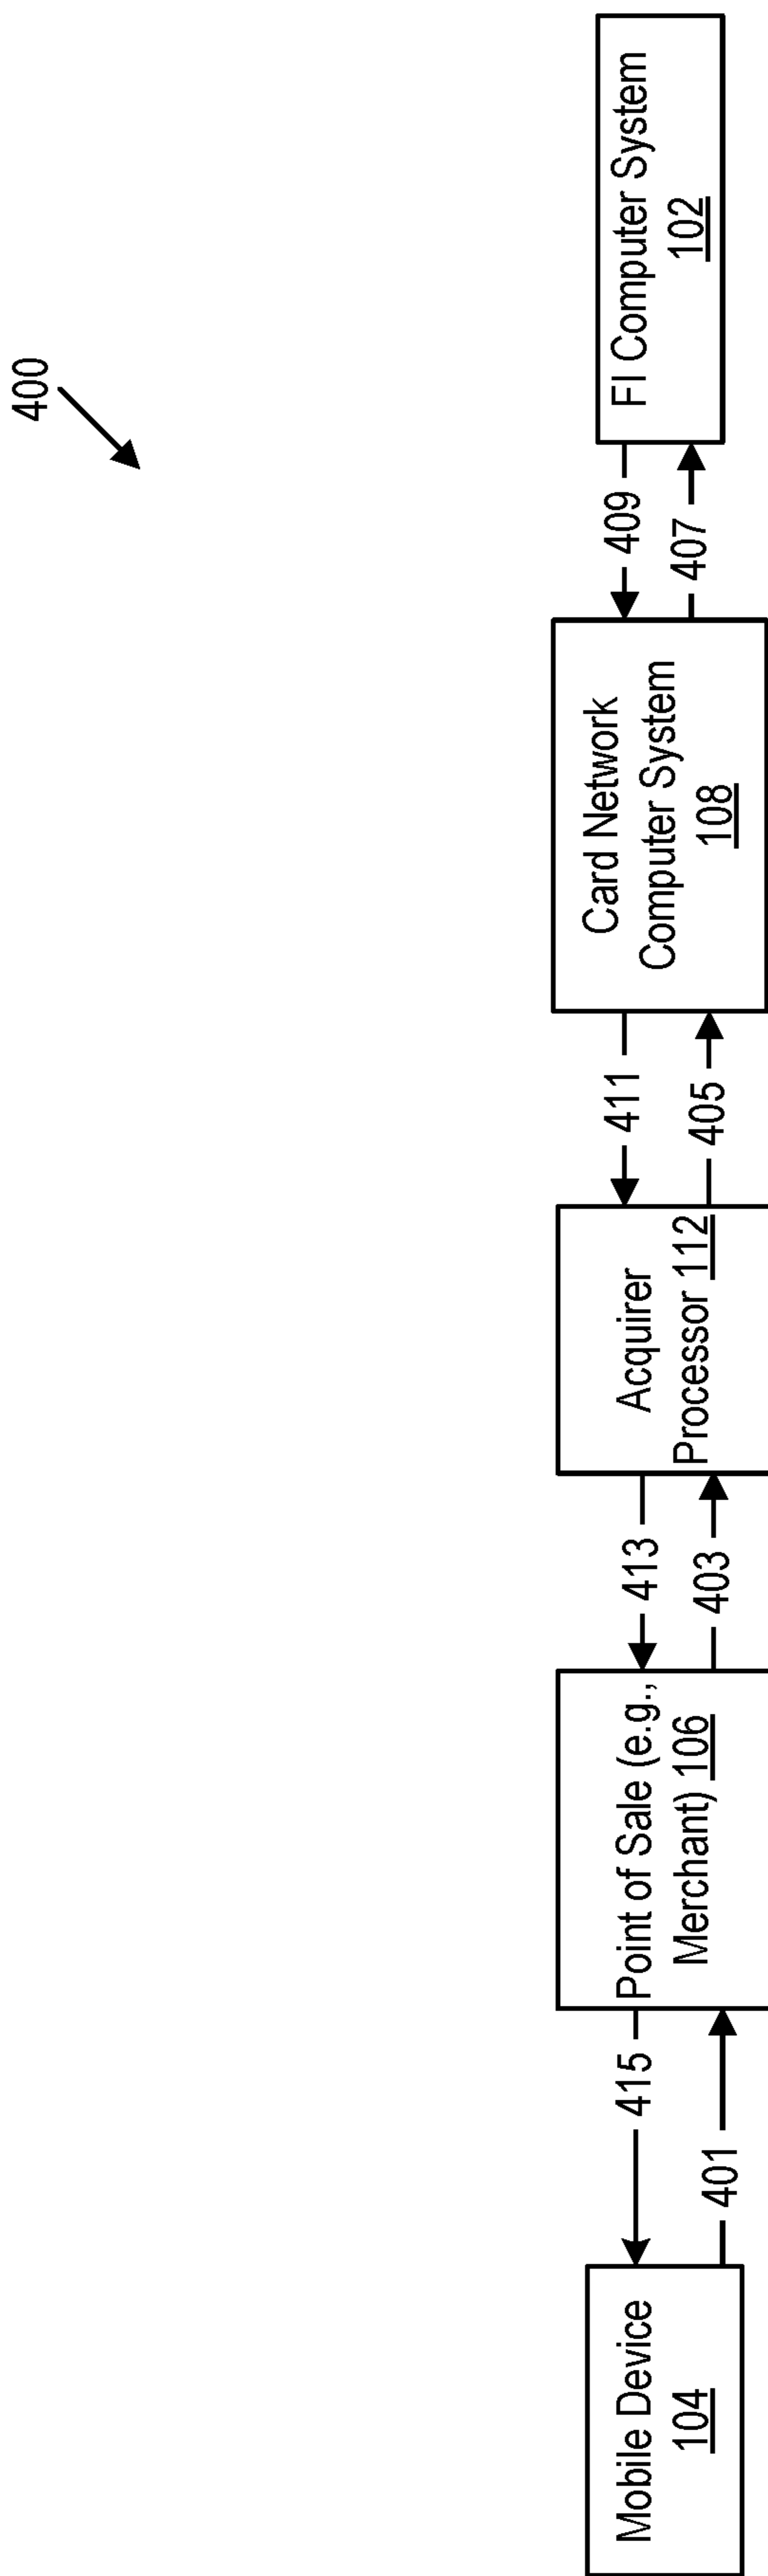 400
Mobile Device
104
415
401
Point of Sale (e.g.,
Merchant) 106
413
403
Acquirer
Processor 112
411
405
Card Network
Computer System
108
409
407
FI Computer System
102